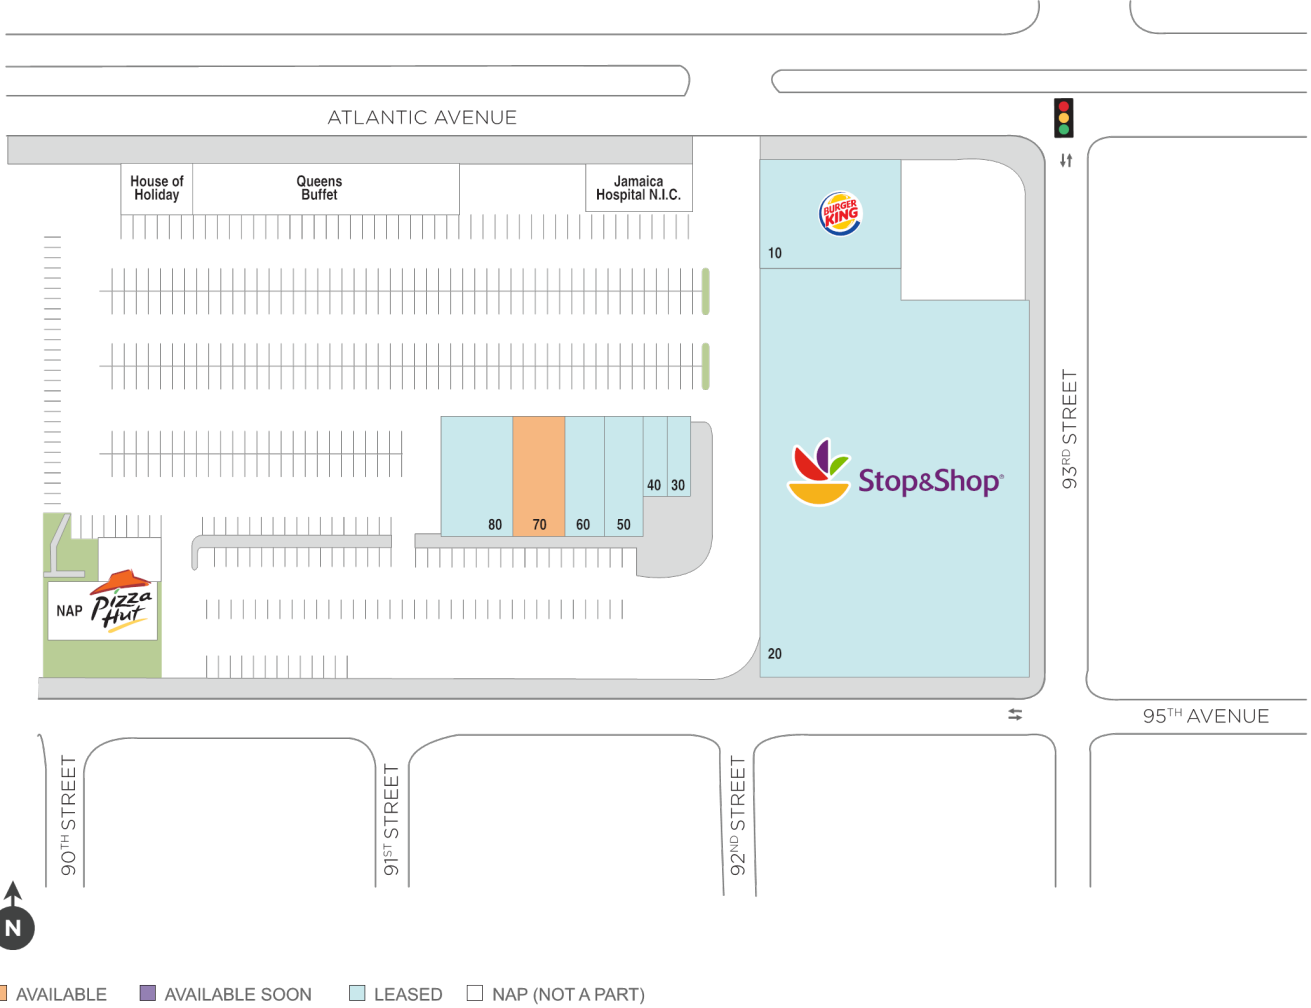 ATLANTIC AVENUE
House of
Holiday
Queens
Buffet
Jamaica
Hospital N.I.C.
BURGER
KING
10
93RD STREET
Stop&Shop®
40
30
80
70
60
50
NAP
Pizza
Hut
20
95TH AVENUE
90TH STREET
91ST STREET
92ND STREET
N
AVAILABLE
AVAILABLE SOON
LEASED
NAP (NOT A PART)